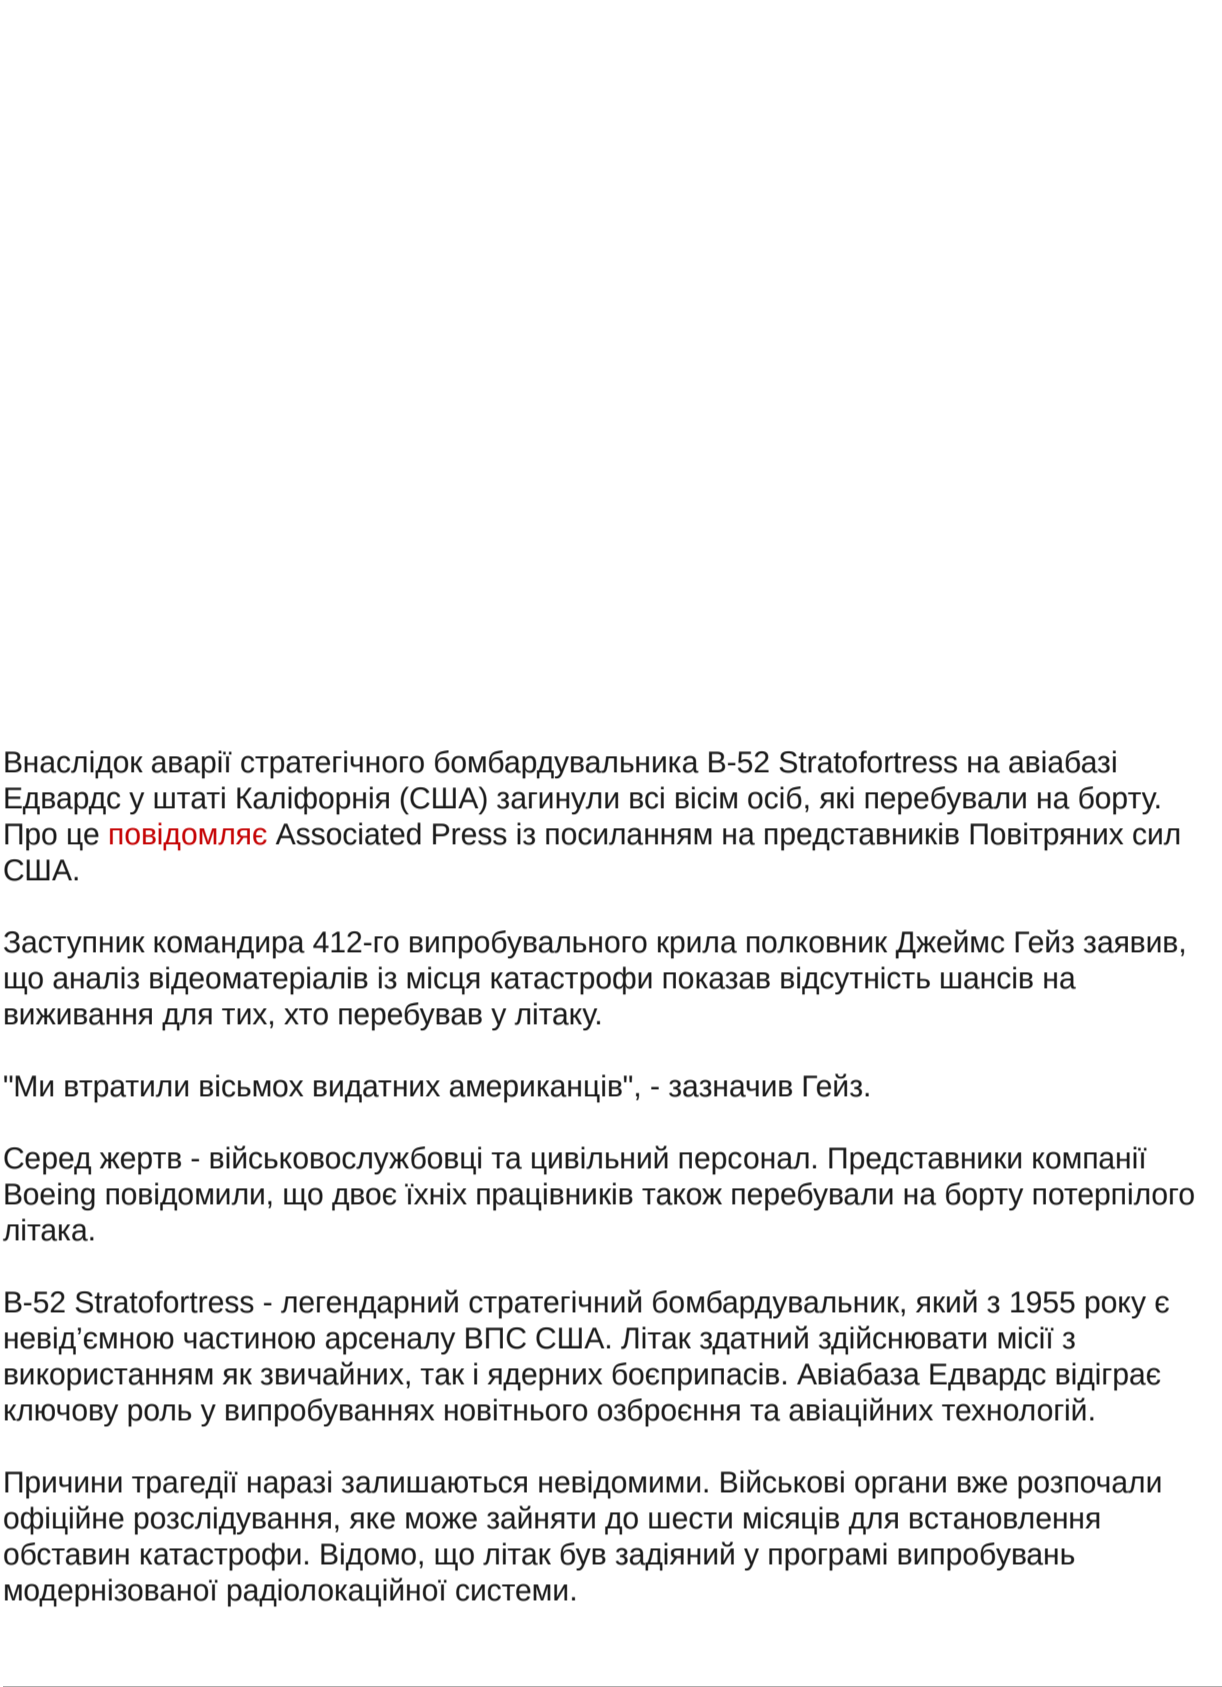 Внаслідок аварії стратегічного бомбардувальника B-52 Stratofortress на авіабазі
Едвардс у штаті Каліфорнія (США) загинули всі вісім осіб, які перебували на борту.
Про це повідомляє Associated Press із посиланням на представників Повітряних сил
США.
Заступник командира 412-го випробувального крила полковник Джеймс Гейз заявив,
що аналіз відеоматеріалів із місця катастрофи показав відсутність шансів на
виживання для тих, хто перебував у літаку.
"Ми втратили вісьмох видатних американців", - зазначив Гейз.
Серед жертв - військовослужбовці та цивільний персонал. Представники компанії
Boeing повідомили, що двоє їхніх працівників також перебували на борту потерпілого
літака.
B-52 Stratofortress - легендарний стратегічний бомбардувальник, який з 1955 року є
невід’ємною частиною арсеналу ВПС США. Літак здатний здійснювати місії з
використанням як звичайних, так і ядерних боєприпасів. Авіабаза Едвардс відіграє
ключову роль у випробуваннях новітнього озброєння та авіаційних технологій.
Причини трагедії наразі залишаються невідомими. Військові органи вже розпочали
офіційне розслідування, яке може зайняти до шести місяців для встановлення
обставин катастрофи. Відомо, що літак був задіяний у програмі випробувань
модернізованої радіолокаційної системи.